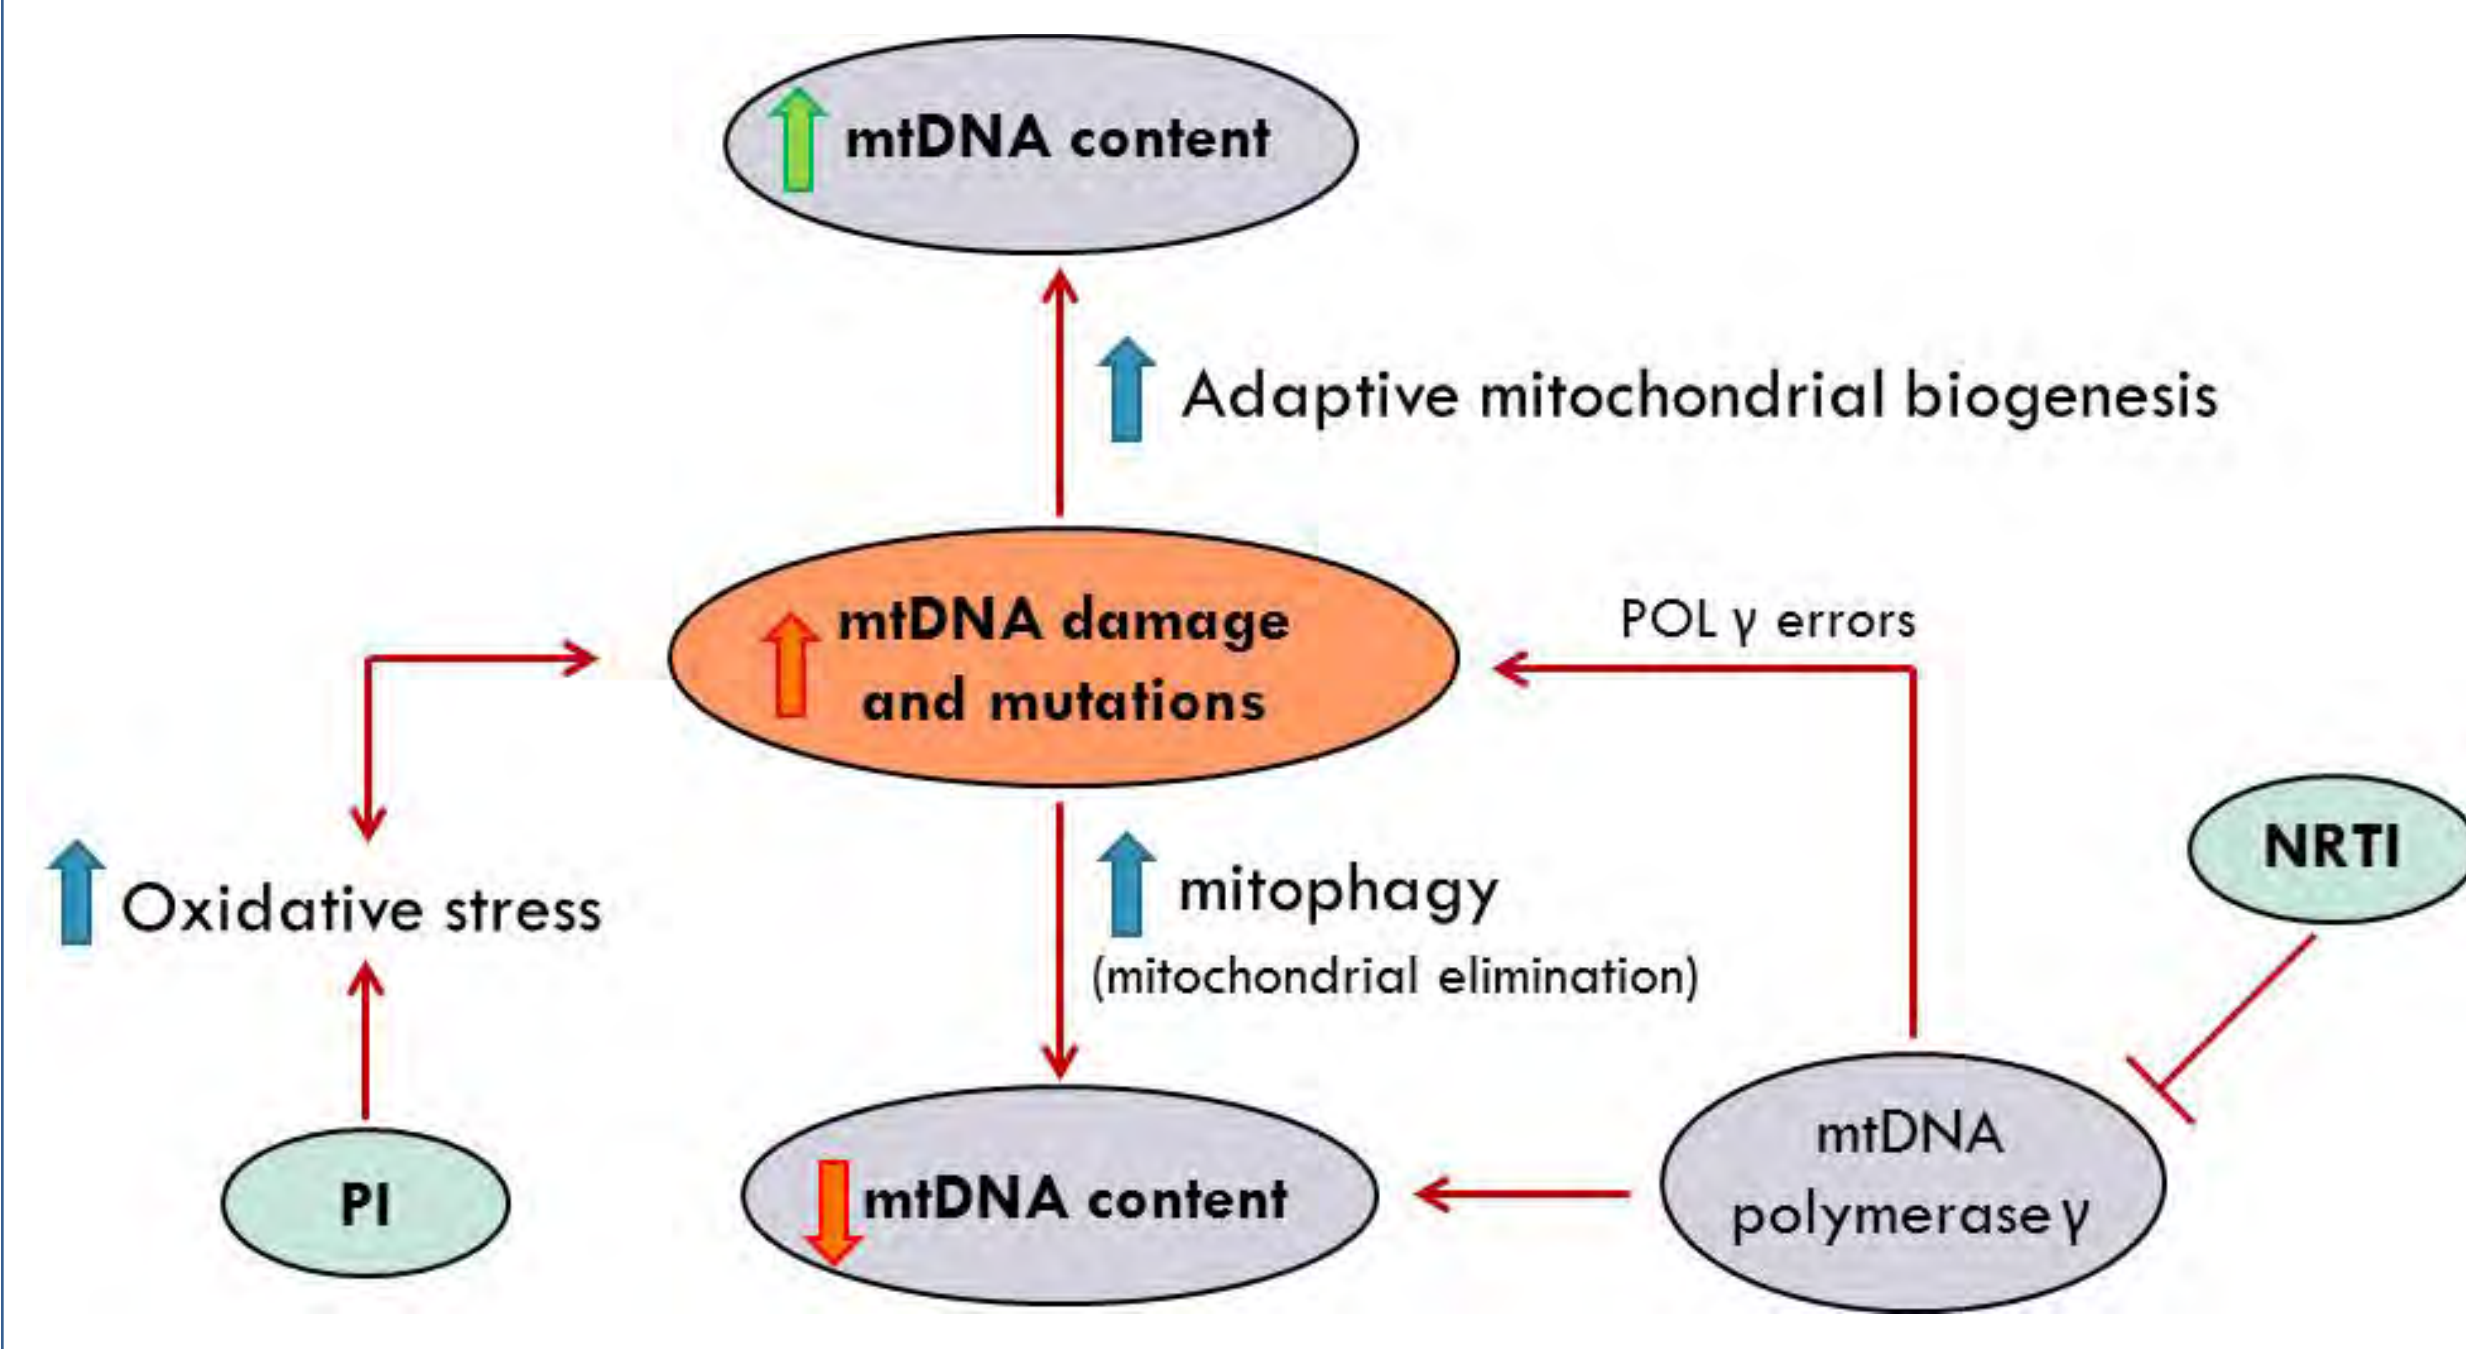 mtDNA content
Adaptive mitochondrial biogenesis
mtDNA damage
and mutations
POL γ errors
NRTI
mitophagy
(mitochondrial elimination)
Oxidative stress
mtDNA
polymerase γ
PI
mtDNA content